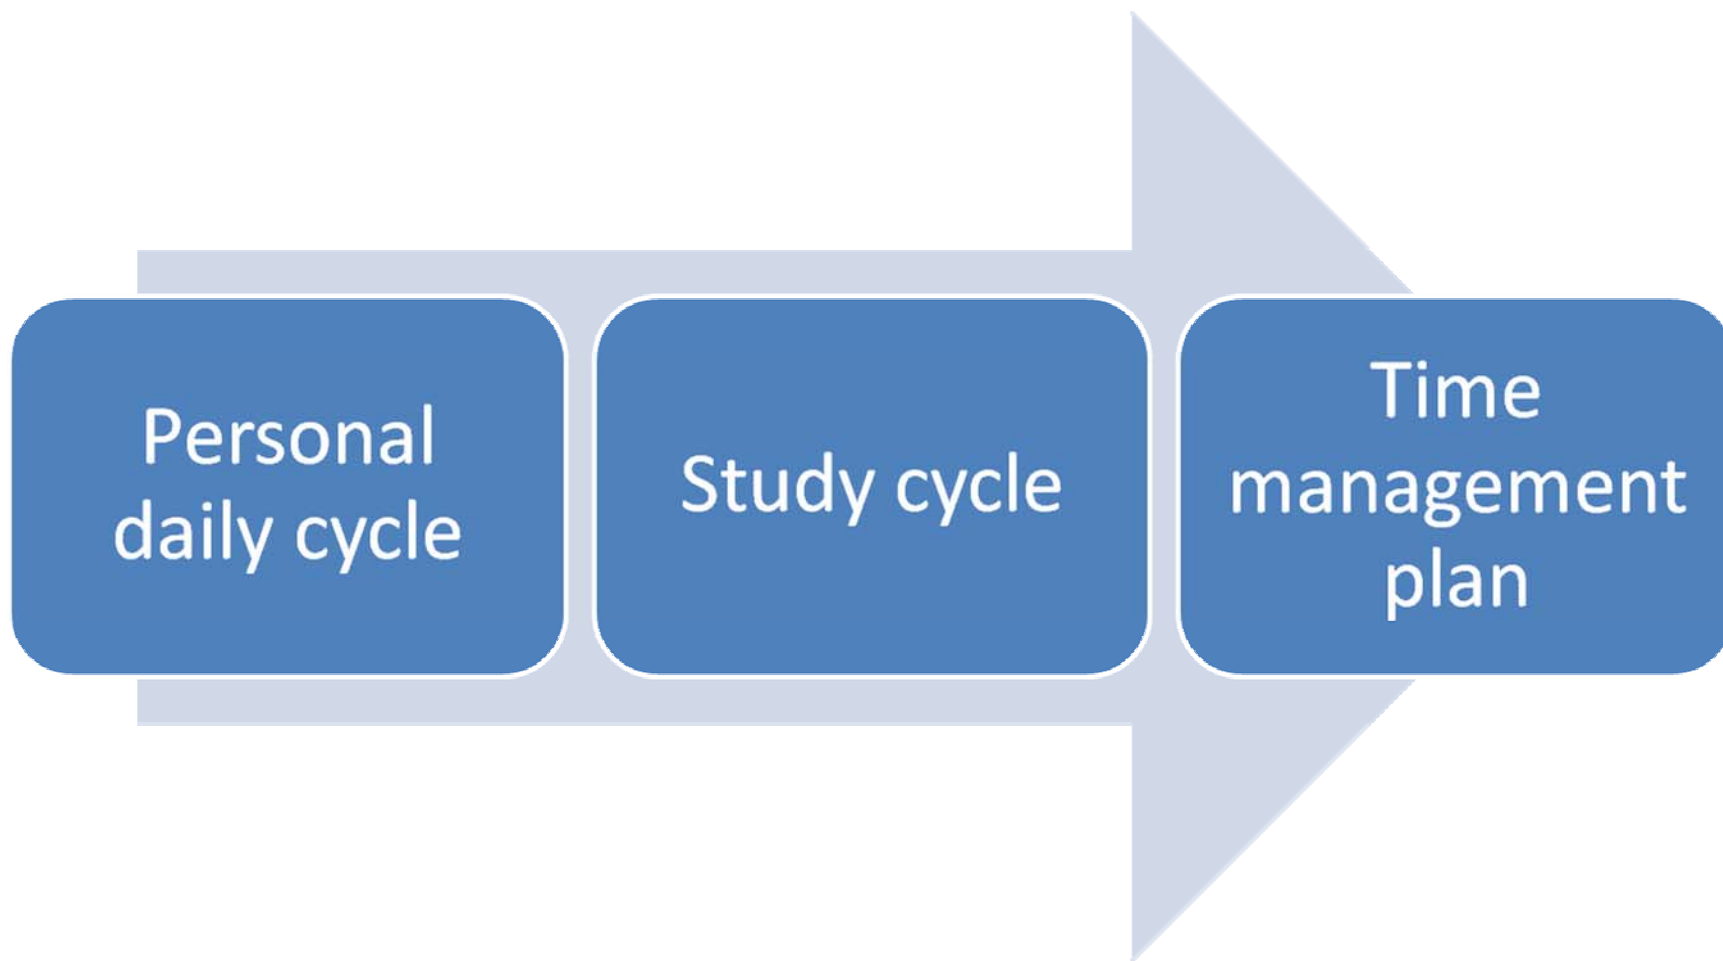 Personal
daily cycle
Study cycle
Time
management
plan